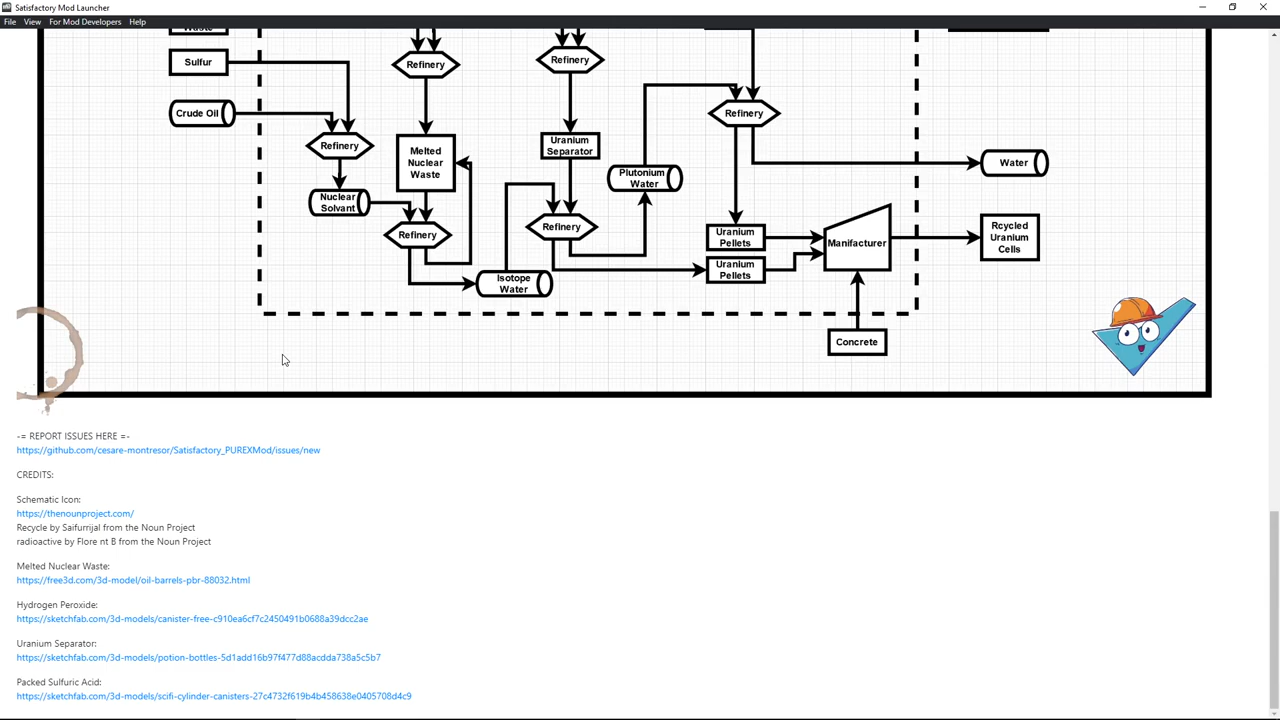 Satisfactory Mod Launcher
File View For Mod Developers Help
Waste
Sulfur
Refinery
Refinery
Crude Oil
Refinery
Refinery
Melted
Nuclear
Waste
Uranium
Separator
Plutonium
Water
Water
Nuclear
Solvant
Refinery
Refinery
Uranium
Pellets
Manifacturer
Rcycled
Uranium
Cells
Uranium
Pellets
Isotope
Water
Concrete
-= REPORT ISSUES HERE =-
https://github.com/cesare-montresor/Satisfactory_PUREXMod/issues/new
CREDITS:
Schematic Icon:
https://thenounproject.com/
Recycle by Saifurrijal from the Noun Project
radioactive by Flore nt B from the Noun Project
Melted Nuclear Waste:
https://free3d.com/3d-model/oil-barrels-pbr-88032.html
Hydrogen Peroxide:
https://sketchfab.com/3d-models/canister-free-c910ea6cf7c2450491b0688a39dcc2ae
Uranium Separator:
https://sketchfab.com/3d-models/potion-bottles-5d1add16b97f477d88acdda738a5c5b7
Packed Sulfuric Acid:
https://sketchfab.com/3d-models/scifi-cylinder-canisters-27c4732f619b4b458638e0405708d4c9